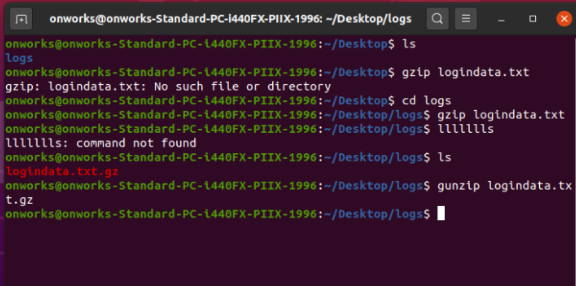 onworks@onworks-Standard-PC-i440FX-PIIX-1996: ~/Desktop/logs
onworks@onworks-Standard-PC-i440FX-PIIX-1996:~/Desktop$ ls
logs
onworks@onworks-Standard-PC-i440FX-PIIX-1996:~/Desktop$ gzip logindata.txt
gzip: logindata.txt: No such file or directory
onworks@onworks-Standard-PC-i440FX-PIIX-1996:~/Desktop$ cd logs
onworks@onworks-Standard-PC-i440FX-PIIX-1996:~/Desktop/logs$ gzip logindata.txt
onworks@onworks-Standard-PC-i440FX-PIIX-1996:~/Desktop/logs$ llllllls
llllllls: command not found
onworks@onworks-Standard-PC-i440FX-PIIX-1996:~/Desktop/logs$ ls
logindata.txt.gz
onworks@onworks-Standard-PC-i440FX-PIIX-1996:~/Desktop/logs$ gunzip logindata.tx
t.gz
onworks@onworks-Standard-PC-i440FX-PIIX-1996:~/Desktop/logs$